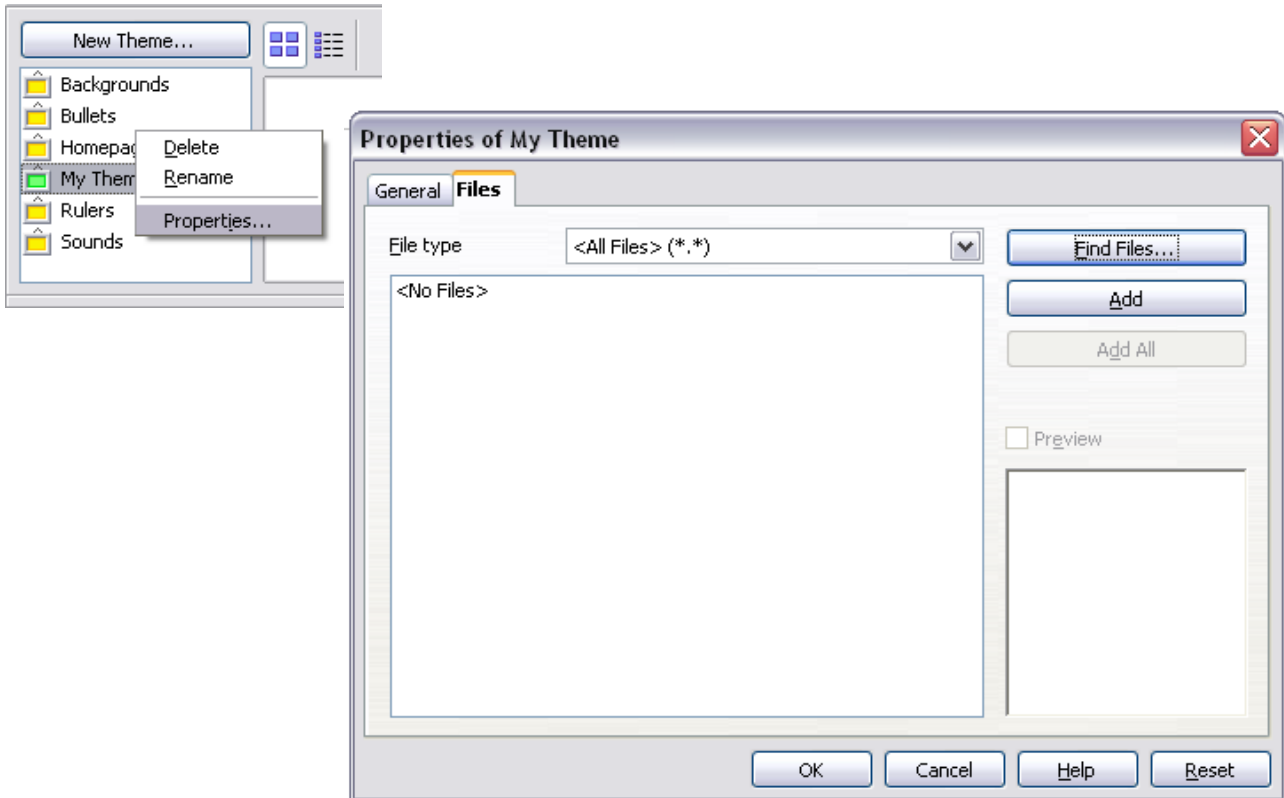 New Theme...
Backgrounds
Bullets
Delete
My Them
Rename
Rulers
Properties...
Sounds
Properties of My Theme
General Files
File type <All Files> (*.*) Find Files...
<No Files>
Add
Add All
Preview
OK Cancel Help Reset